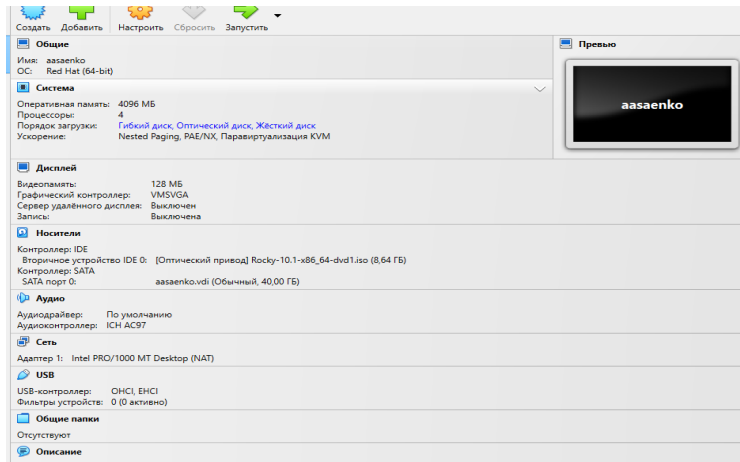 Создать Добавить Настроить Сбросить Запустить
Общие
Имя: aasaenko
ОС: Red Hat (64-bit)
Превью
aasaenko
Система
Оперативная память: 4096 МБ
Процессоры: 4
Порядок загрузки: Гибкий диск, Оптический диск, Жёсткий диск
Ускорение: Nested Paging, PAE/NX, Паравиртуализация KVM
Дисплей
Видеопамять: 128 МБ
Графический контроллер: VMSVGA
Сервер удалённого дисплея: Выключен
Запись: Выключена
Носители
Контроллер: IDE
Вторичное устройство IDE 0: [Оптический привод] Rocky-10.1-x86_64-dvd1.iso (8,64 ГБ)
Контроллер: SATA
SATA порт 0: aasaenko.vdi (Обычный, 40,00 ГБ)
Аудио
Аудиодрайвер: По умолчанию
Аудиоконтроллер: ICH AC97
Сеть
Адаптер 1: Intel PRO/1000 MT Desktop (NAT)
USB
USB-контроллер: OHCI, EHCI
Фильтры устройств: 0 (0 активно)
Общие папки
Отсутствуют
Описание